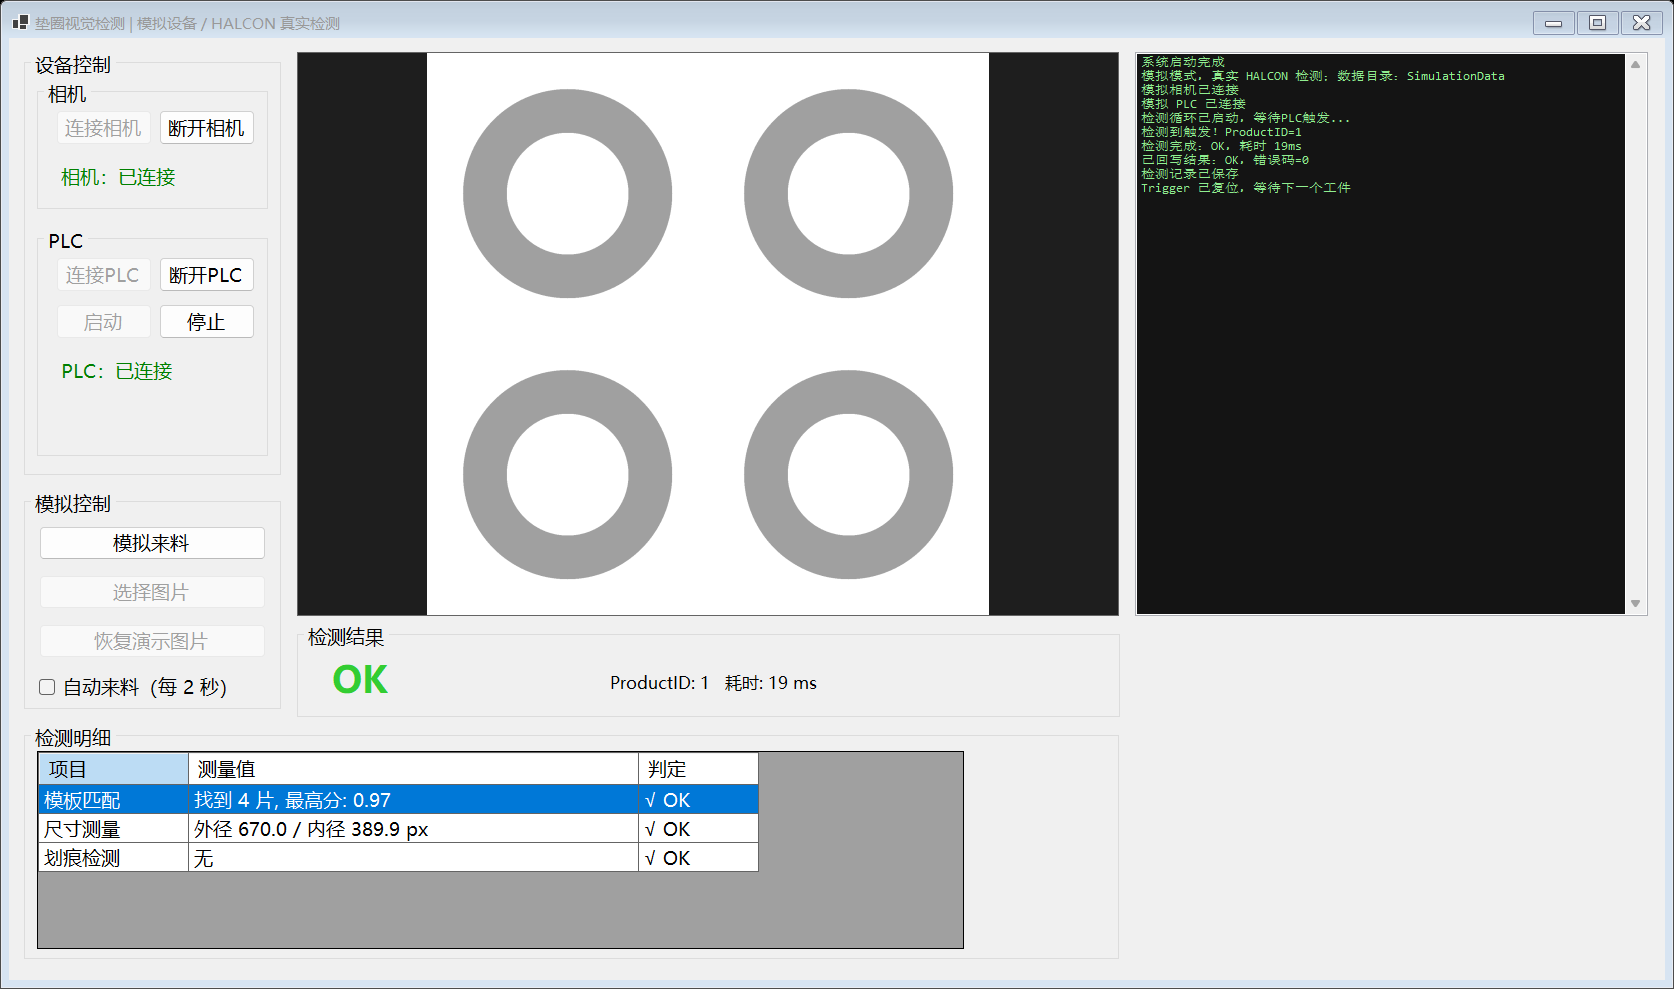 垫圈视觉检测 | 模拟设备 / HALCON 真实检测
设备控制
相机
连接相机 断开相机
相机：已连接
PLC
连接PLC 断开PLC
启动 停止
PLC：已连接
模拟控制
模拟来料
选择图片
恢复演示图片
自动来料（每 2 秒）
系统启动完成
模拟模式，真实 HALCON 检测；数据目录：SimulationData
模拟相机已连接
模拟 PLC 已连接
检测循环已启动，等待PLC触发...
检测到触发！ProductID=1
检测完成：OK，耗时 19ms
已回写结果：OK，错误码=0
检测记录已保存
Trigger 已复位，等待下一个工件
检测结果
OK ProductID: 1 耗时: 19 ms
检测明细
项目 测量值 判定
模板匹配 找到 4 片, 最高分: 0.97 √ OK
尺寸测量 外径 670.0 / 内径 389.9 px √ OK
划痕检测 无 √ OK